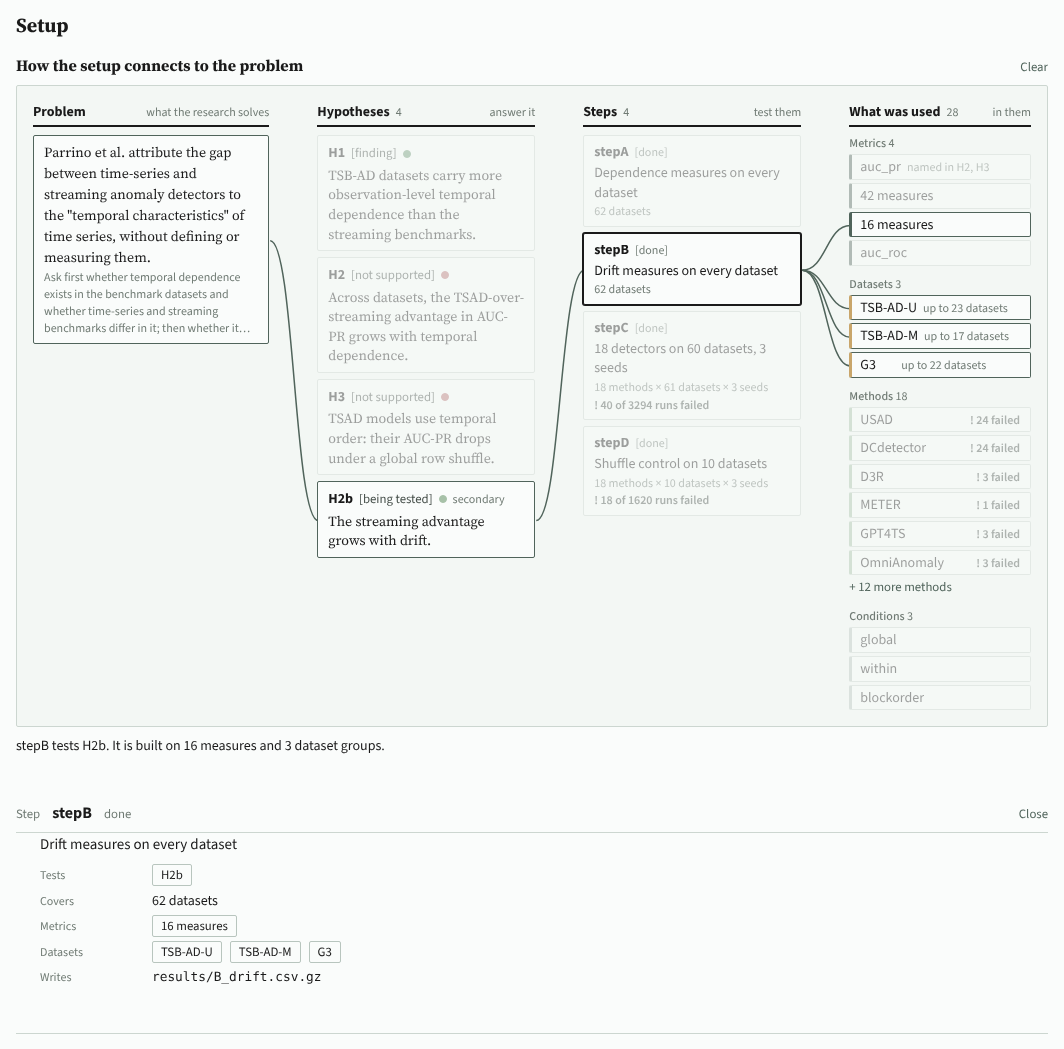 Setup
How the setup connects to the problem
Clear
Problem
what the research solves
Parrino et al. attribute the gap
between time-series and
streaming anomaly detectors to
the "temporal characteristics" of
time series, without defining or
measuring them.
Ask first whether temporal dependence
exists in the benchmark datasets and
whether time-series and streaming
benchmarks differ in it; then whether it…
Hypotheses 4
answer it
H1 [finding]
TSB-AD datasets carry more
observation-level temporal
dependence than the
streaming benchmarks.
H2 [not supported]
Across datasets, the TSAD-over-
streaming advantage in AUC-
PR grows with temporal
dependence.
H3 [not supported]
TSAD models use temporal
order: their AUC-PR drops
under a global row shuffle.
H2b [being tested] secondary
The streaming advantage
grows with drift.
Steps 4
test them
stepA [done]
Dependence measures on every
dataset
62 datasets
stepB [done]
Drift measures on every dataset
62 datasets
stepC [done]
18 detectors on 60 datasets, 3
seeds
18 methods × 61 datasets × 3 seeds
! 40 of 3294 runs failed
stepD [done]
Shuffle control on 10 datasets
18 methods × 10 datasets × 3 seeds
! 18 of 1620 runs failed
What was used 28
in them
Metrics 4
auc_pr named in H2, H3
42 measures
16 measures
auc_roc
Datasets 3
TSB-AD-U up to 23 datasets
TSB-AD-M up to 17 datasets
G3 up to 22 datasets
Methods 18
USAD ! 24 failed
DCdetector ! 24 failed
D3R ! 3 failed
METER ! 1 failed
GPT4TS ! 3 failed
OmniAnomaly ! 3 failed
+ 12 more methods
Conditions 3
global
within
blockorder
stepB tests H2b. It is built on 16 measures and 3 dataset groups.
Step stepB done
Close
Drift measures on every dataset
Tests H2b
Covers 62 datasets
Metrics 16 measures
Datasets TSB-AD-U TSB-AD-M G3
Writes results/B_drift.csv.gz